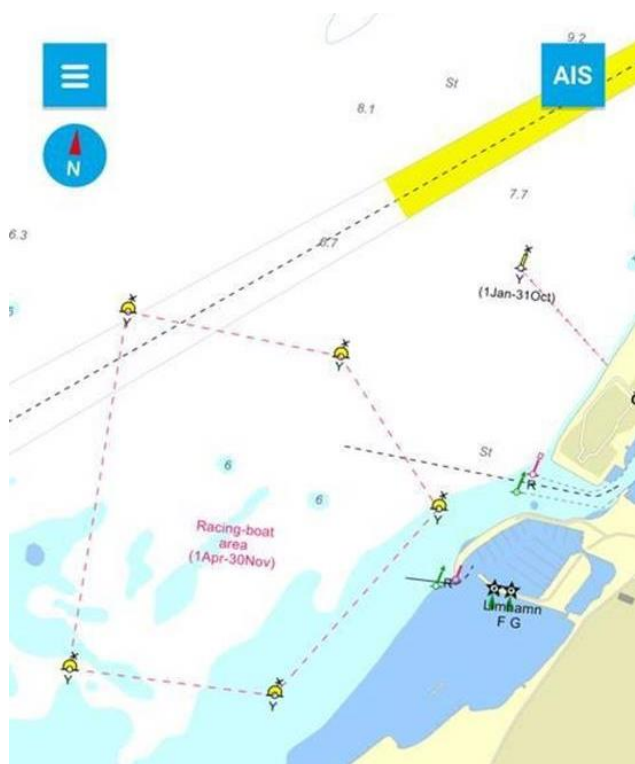 9.2
AIS
St
8.1
N
7.7
6.3
6.7
Y
(1Jan-31Oct)
Y
Y
St
6
6
R
Y
Racing-boat
area
(1Apr-30Nov)
R
Limhamn
F G
Y
Y